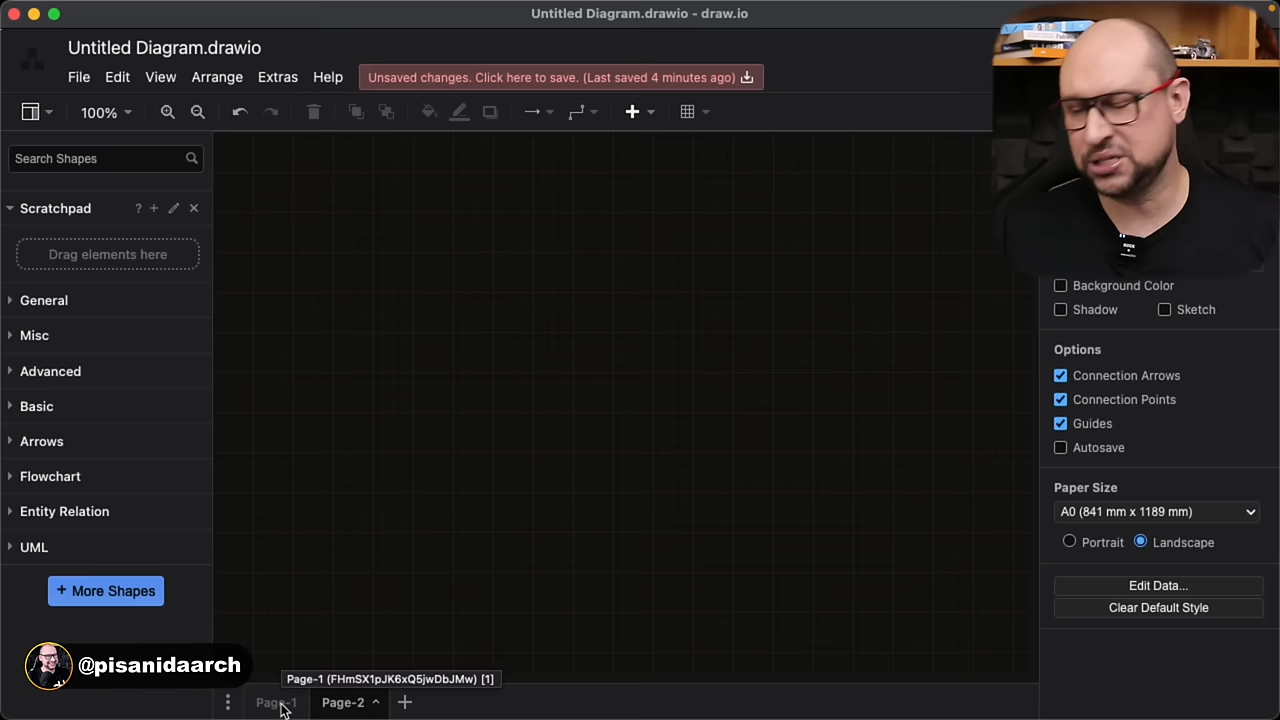 Untitled Diagram.drawio - draw.io
Untitled Diagram.drawio
File Edit View Arrange Extras Help
Unsaved changes. Click here to save. (Last saved 4 minutes ago)
100%
Search Shapes
Scratchpad ?
Drag elements here
General
Misc
Advanced
Basic
Arrows
Flowchart
Entity Relation
UML
+ More Shapes
Background Color
Shadow Sketch
Options
Connection Arrows
Connection Points
Guides
Autosave
Paper Size
A0 (841 mm x 1189 mm)
Portrait Landscape
Edit Data...
Clear Default Style
@pisanidaarch
Page-1 (FHmSX1pJK6xQ5jwDbJMw) [1]
Page-1 Page-2